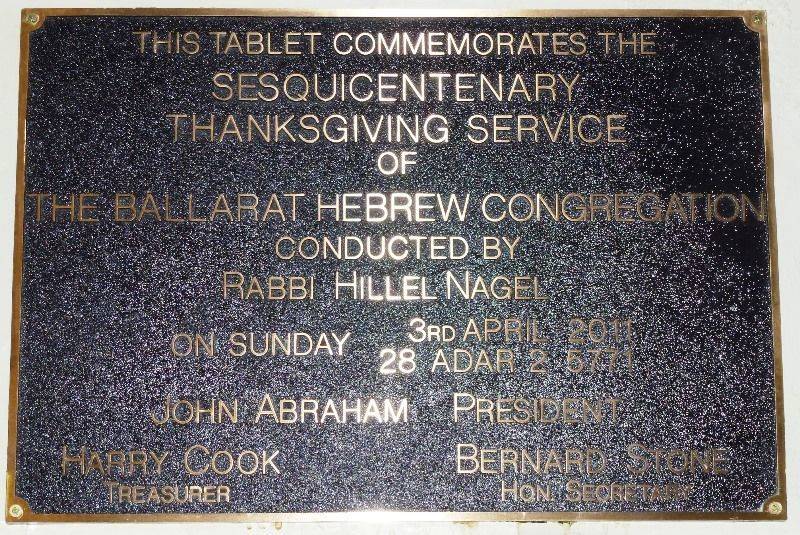 THIS TABLET COMMEMORATES THE
SESQUICENTENARY
THANKSGIVING SERVICE
OF
THE BALLARAT HEBREW CONGREGATION
CONDUCTED BY
RABBI HILLEL NAGEL
ON SUNDAY 3RD APRIL 2011
28 ADAR 2 5771
JOHN ABRAHAM PRESIDENT
HARRY COOK BERNARD STONE
TREASURER HON. SECRETARY